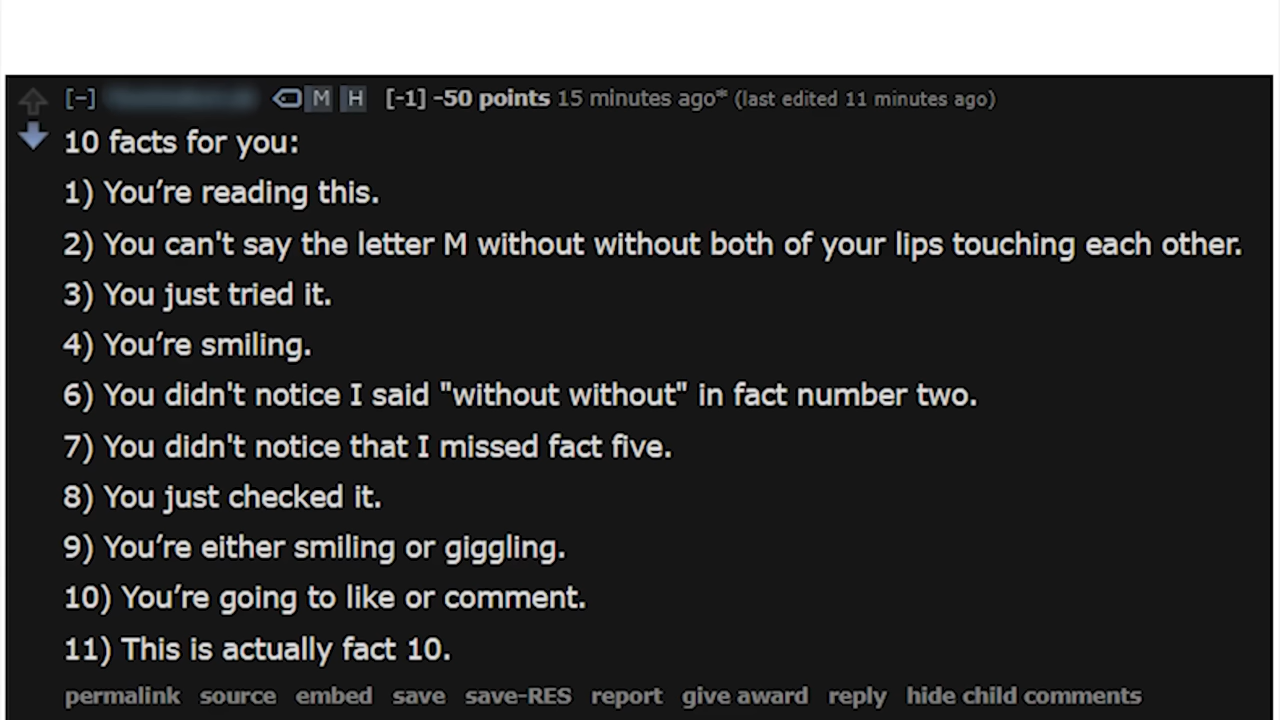 [–] M H [-1] -50 points 15 minutes ago* (last edited 11 minutes ago)
10 facts for you:
1) You’re reading this.
2) You can't say the letter M without without both of your lips touching each other.
3) You just tried it.
4) You’re smiling.
6) You didn't notice I said "without without" in fact number two.
7) You didn't notice that I missed fact five.
8) You just checked it.
9) You’re either smiling or giggling.
10) You’re going to like or comment.
11) This is actually fact 10.
permalink source embed save save-RES report give award reply hide child comments